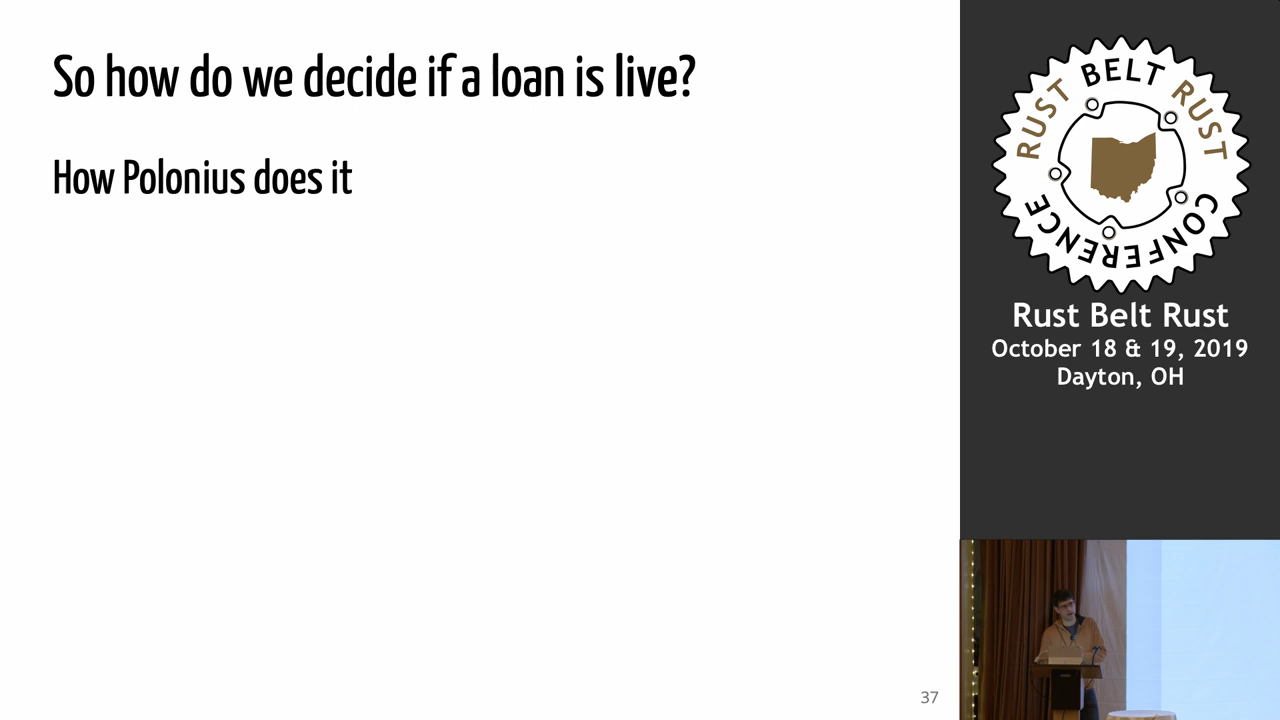 So how do we decide if a loan is live?
How Polonius does it
37
RUST BELT RUST
CONFERENCE
Rust Belt Rust
October 18 & 19, 2019
Dayton, OH